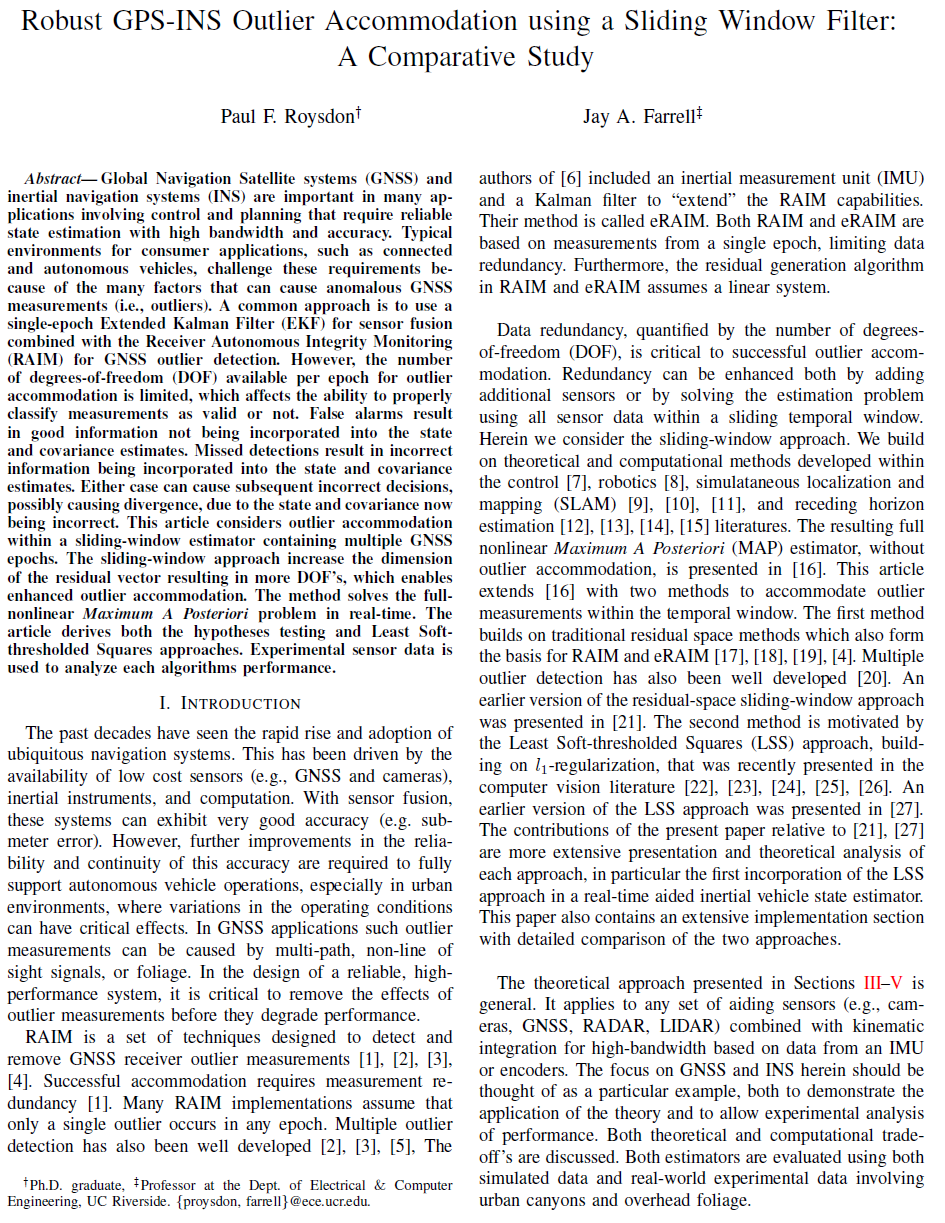 Robust GPS-INS Outlier Accommodation using a Sliding Window Filter:
A Comparative Study
Paul F. Roysdon†
Jay A. Farrell‡
Abstract— Global Navigation Satellite systems (GNSS) and
inertial navigation systems (INS) are important in many ap-
plications involving control and planning that require reliable
state estimation with high bandwidth and accuracy. Typical
environments for consumer applications, such as connected
and autonomous vehicles, challenge these requirements be-
cause of the many factors that can cause anomalous GNSS
measurements (i.e., outliers). A common approach is to use a
single-epoch Extended Kalman Filter (EKF) for sensor fusion
combined with the Receiver Autonomous Integrity Monitoring
(RAIM) for GNSS outlier detection. However, the number
of degrees-of-freedom (DOF) available per epoch for outlier
accommodation is limited, which affects the ability to properly
classify measurements as valid or not. False alarms result
in good information not being incorporated into the state
and covariance estimates. Missed detections result in incorrect
information being incorporated into the state and covariance
estimates. Either case can cause subsequent incorrect decisions,
possibly causing divergence, due to the state and covariance now
being incorrect. This article considers outlier accommodation
within a sliding-window estimator containing multiple GNSS
epochs. The sliding-window approach increase the dimension
of the residual vector resulting in more DOF's, which enables
enhanced outlier accommodation. The method solves the full-
nonlinear Maximum A Posteriori problem in real-time. The
article derives both the hypotheses testing and Least Soft-
thresholded Squares approaches. Experimental sensor data is
used to analyze each algorithms performance.
I. INTRODUCTION
The past decades have seen the rapid rise and adoption of
ubiquitous navigation systems. This has been driven by the
availability of low cost sensors (e.g., GNSS and cameras),
inertial instruments, and computation. With sensor fusion,
these systems can exhibit very good accuracy (e.g. sub-
meter error). However, further improvements in the relia-
bility and continuity of this accuracy are required to fully
support autonomous vehicle operations, especially in urban
environments, where variations in the operating conditions
can have critical effects. In GNSS applications such outlier
measurements can be caused by multi-path, non-line of
sight signals, or foliage. In the design of a reliable, high-
performance system, it is critical to remove the effects of
outlier measurements before they degrade performance.
RAIM is a set of techniques designed to detect and
remove GNSS receiver outlier measurements [1], [2], [3],
[4]. Successful accommodation requires measurement re-
dundancy [1]. Many RAIM implementations assume that
only a single outlier occurs in any epoch. Multiple outlier
detection has also been well developed [2], [3], [5], The
†Ph.D. graduate, ‡Professor at the Dept. of Electrical & Computer
Engineering, UC Riverside. {proysdon, farrell}@ece.ucr.edu.
authors of [6] included an inertial measurement unit (IMU)
and a Kalman filter to “extend” the RAIM capabilities.
Their method is called eRAIM. Both RAIM and eRAIM are
based on measurements from a single epoch, limiting data
redundancy. Furthermore, the residual generation algorithm
in RAIM and eRAIM assumes a linear system.
Data redundancy, quantified by the number of degrees-
of-freedom (DOF), is critical to successful outlier accom-
modation. Redundancy can be enhanced both by adding
additional sensors or by solving the estimation problem
using all sensor data within a sliding temporal window.
Herein we consider the sliding-window approach. We build
on theoretical and computational methods developed within
the control [7], robotics [8], simulataneous localization and
mapping (SLAM) [9], [10], [11], and receding horizon
estimation [12], [13], [14], [15] literatures. The resulting full
nonlinear Maximum A Posteriori (MAP) estimator, without
outlier accommodation, is presented in [16]. This article
extends [16] with two methods to accommodate outlier
measurements within the temporal window. The first method
builds on traditional residual space methods which also form
the basis for RAIM and eRAIM [17], [18], [19], [4]. Multiple
outlier detection has also been well developed [20]. An
earlier version of the residual-space sliding-window approach
was presented in [21]. The second method is motivated by
the Least Soft-thresholded Squares (LSS) approach, build-
ing on l1-regularization, that was recently presented in the
computer vision literature [22], [23], [24], [25], [26]. An
earlier version of the LSS approach was presented in [27].
The contributions of the present paper relative to [21], [27]
are more extensive presentation and theoretical analysis of
each approach, in particular the first incorporation of the LSS
approach in a real-time aided inertial vehicle state estimator.
This paper also contains an extensive implementation section
with detailed comparison of the two approaches.
The theoretical approach presented in Sections III–V is
general. It applies to any set of aiding sensors (e.g., cam-
eras, GNSS, RADAR, LIDAR) combined with kinematic
integration for high-bandwidth based on data from an IMU
or encoders. The focus on GNSS and INS herein should be
thought of as a particular example, both to demonstrate the
application of the theory and to allow experimental analysis
of performance. Both theoretical and computational trade-
off's are discussed. Both estimators are evaluated using both
simulated data and real-world experimental data involving
urban canyons and overhead foliage.